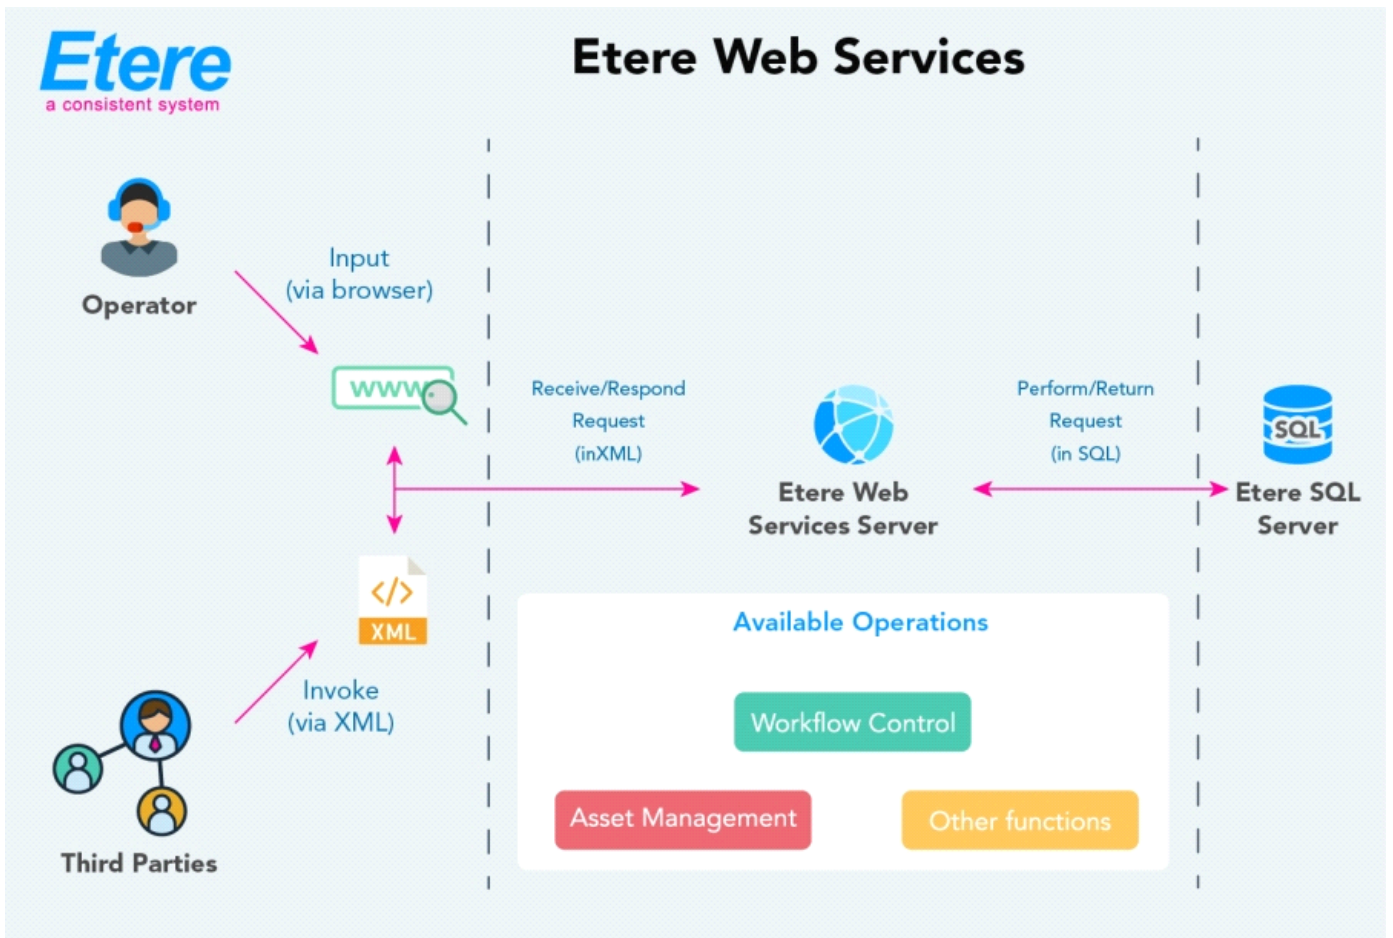 Etere
a consistent system
Etere Web Services
Operator
Input
(via browser)
www
Receive/Respond
Request
(inXML)
Perform/Return
Request
(in SQL)
SQL
Etere Web
Services Server
Etere SQL
Server
</>
XML
Invoke
(via XML)
Third Parties
Available Operations
Workflow Control
Asset Management
Other functions